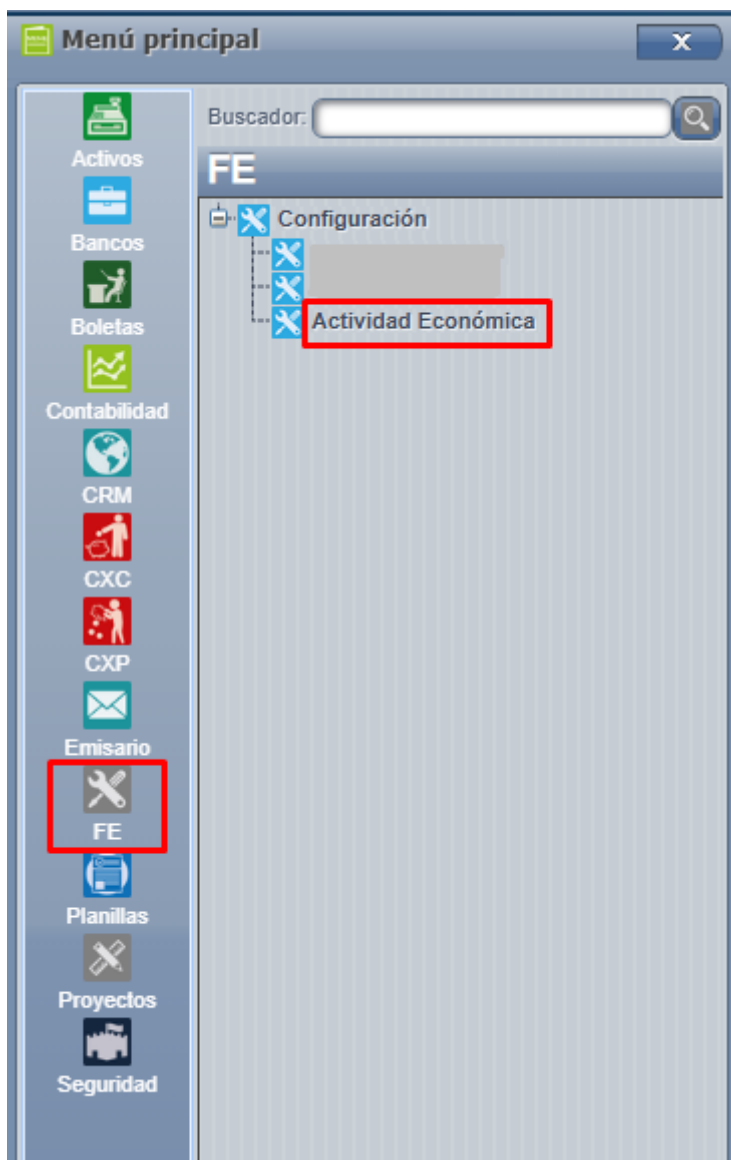 Menú principal
X
Buscador:
FE
Configuración
Actividad Económica
Activos
Bancos
Boletas
Contabilidad
CRM
CXC
CXP
Emisario
FE
Planillas
Proyectos
Seguridad